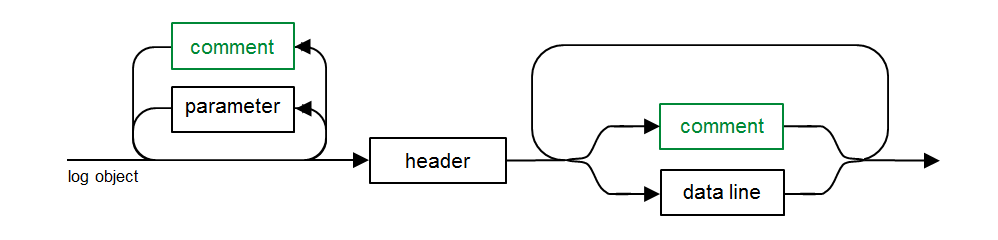 comment
parameter
header
comment
data line
log object